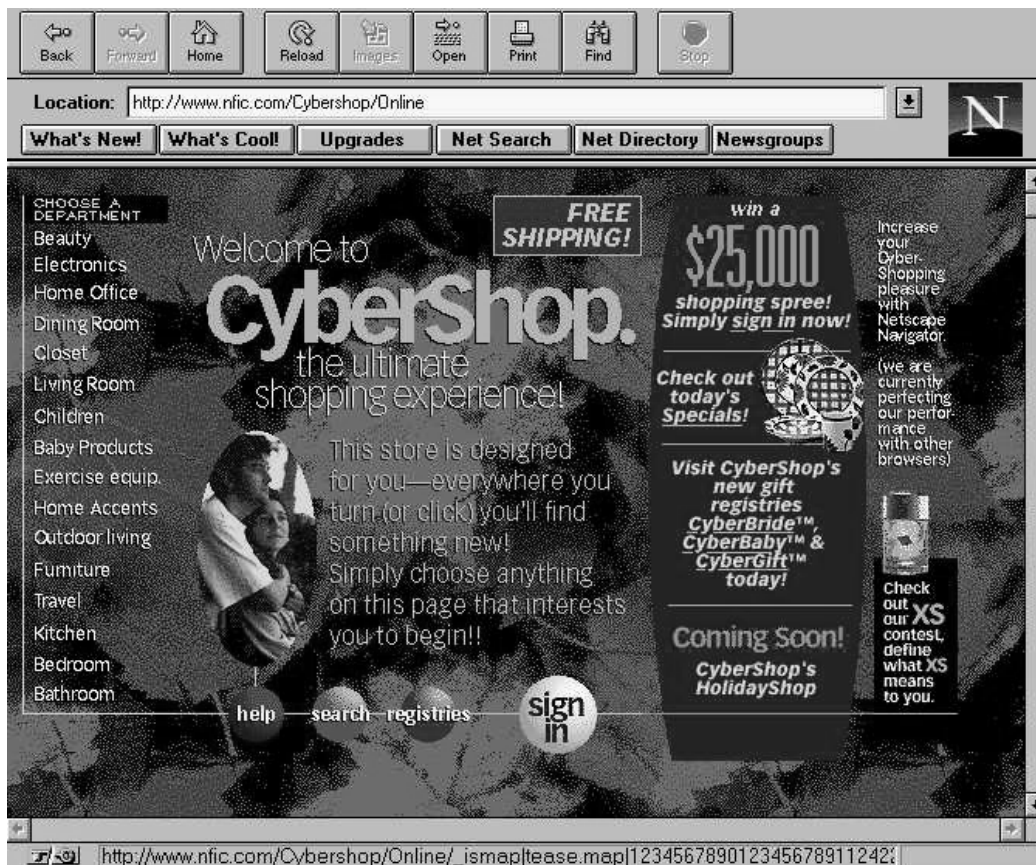 Back Forward Home Reload Images Open Print Find Stop
Location: http://www.nfic.com/Cybershop/Online
N
What's New! What's Cool! Upgrades Net Search Net Directory Newsgroups
CHOOSE A
DEPARTMENT
Beauty
Electronics
Home Office
Dining Room
Closet
Living Room
Children
Baby Products
Exercise equip.
Home Accents
Outdoor living
Furniture
Travel
Kitchen
Bedroom
Bathroom
Welcome to
CyberShop.
the ultimate
shopping experience!
FREE
SHIPPING!
This store is designed
for you—everywhere you
turn (or click) you'll find
something new!
Simply choose anything
on this page that interests
you to begin!!
help search registries
sign
in
win a
$25,000
shopping spree!
Simply sign in now!
Check out
today's
Specials!
Visit CyberShop's
new gift
registries
CyberBride™,
CyberBaby™ &
CyberGift™
today!
Coming Soon!
CyberShop's
HolidayShop
Increase
your
Cyber-
Shopping
pleasure
with
Netscape
Navigator.
(we are
currently
perfecting
our perfor-
mance
with other
browsers)
Check
out
our XS
contest,
define
what XS
means
to you.
http://www.nfic.com/Cybershop/Online/_ismap|tease.map|123456789012345678911242